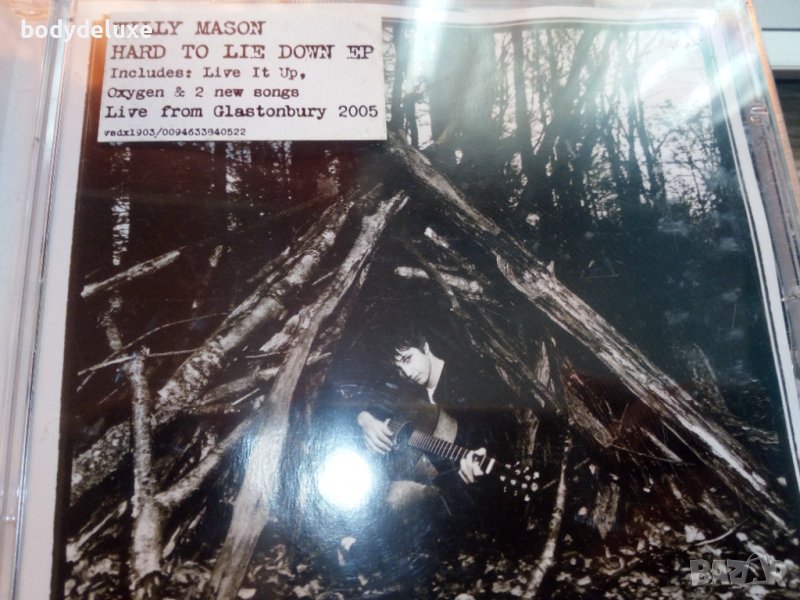 bodydeluxe
MASON
HARD TO LIE DOWN EP
Includes: Live It Up,
Oxygen & 2 new songs
Live from Glastonbury 2005
vedx1903/0094633840522
BAZAR